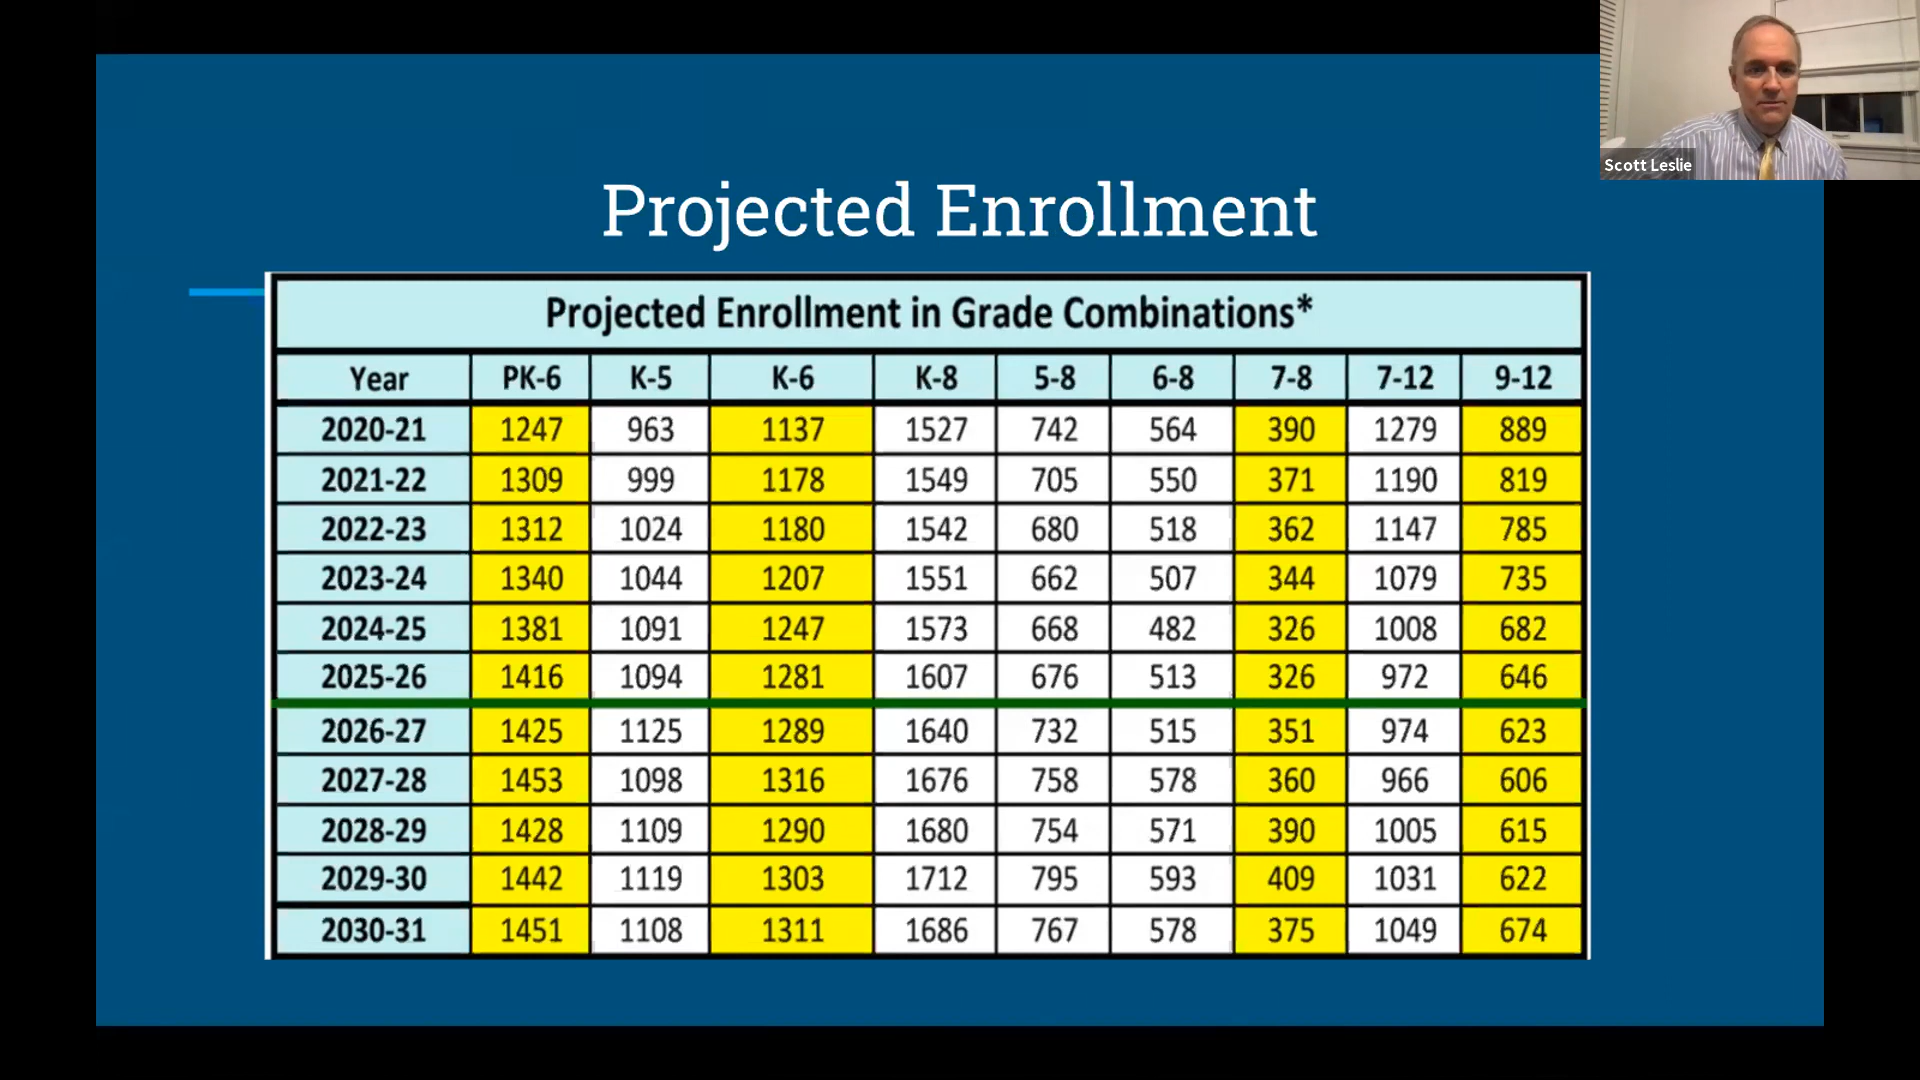 Scott Leslie
Projected Enrollment
Projected Enrollment in Grade Combinations*
Year PK-6 K-5 K-6 K-8 5-8 6-8 7-8 7-12 9-12
2020-21 1247 963 1137 1527 742 564 390 1279 889
2021-22 1309 999 1178 1549 705 550 371 1190 819
2022-23 1312 1024 1180 1542 680 518 362 1147 785
2023-24 1340 1044 1207 1551 662 507 344 1079 735
2024-25 1381 1091 1247 1573 668 482 326 1008 682
2025-26 1416 1094 1281 1607 676 513 326 972 646
2026-27 1425 1125 1289 1640 732 515 351 974 623
2027-28 1453 1098 1316 1676 758 578 360 966 606
2028-29 1428 1109 1290 1680 754 571 390 1005 615
2029-30 1442 1119 1303 1712 795 593 409 1031 622
2030-31 1451 1108 1311 1686 767 578 375 1049 674